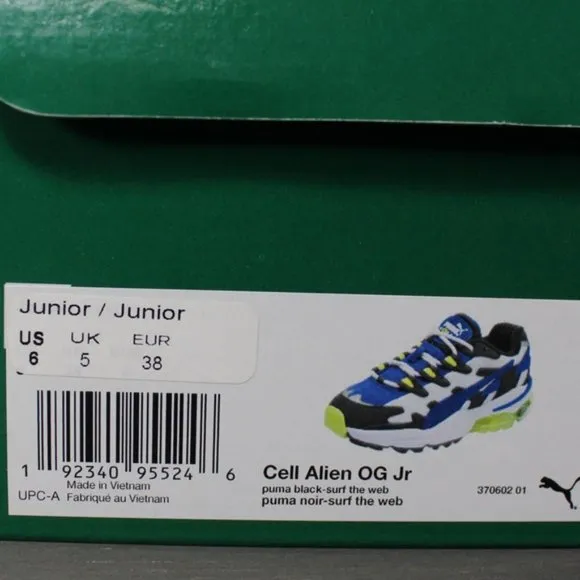 Junior / Junior
US UK EUR
6 5 38
1 92340 95524 6
UPC-A Made in Vietnam
Fabriqué au Vietnam
Cell Alien OG Jr
puma black-surf the web
puma noir-surf the web
370602 01